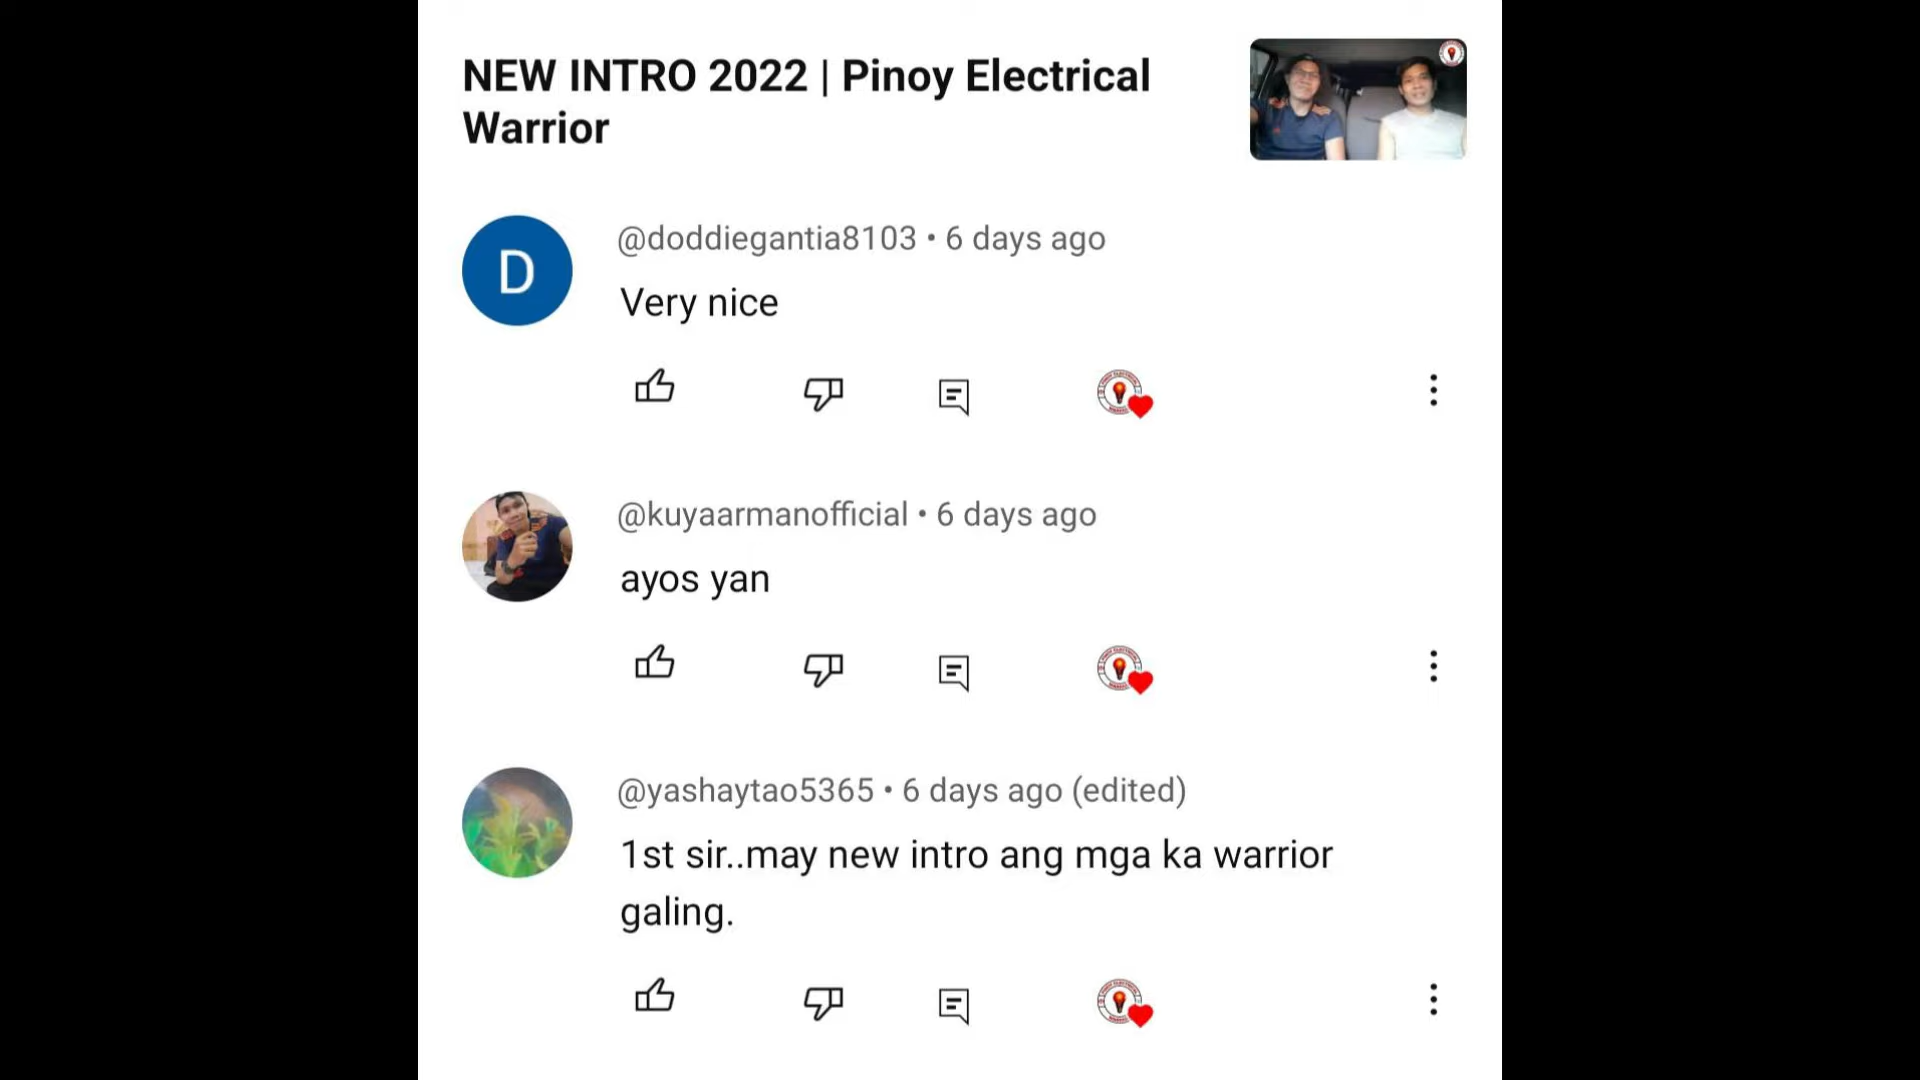 NEW INTRO 2022 | Pinoy Electrical
Warrior
D
@doddiegantia8103 • 6 days ago
Very nice
@kuyaarmanofficial • 6 days ago
ayos yan
@yashaytao5365 • 6 days ago (edited)
1st sir..may new intro ang mga ka warrior
galing.